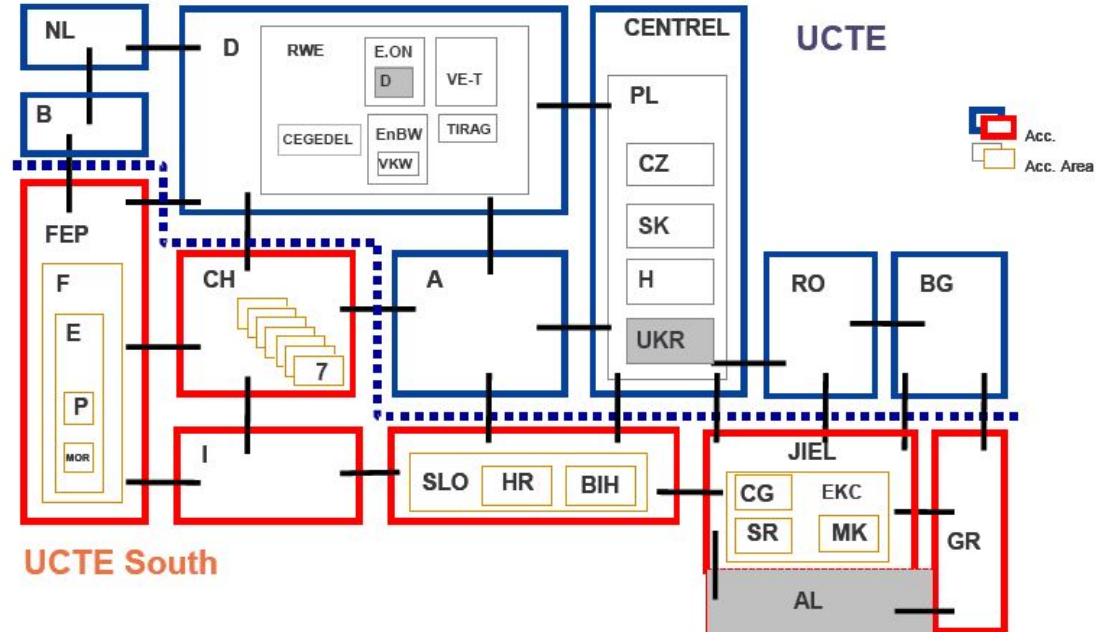 NL
D
RWE
E.ON
D
VE-T
CEGEDEL
EnBW
VKW
TIRAG
CENTREL
UCTE
PL
CZ
SK
H
UKR
Acc.
Acc. Area
B
FEP
F
E
P
MOR
CH
7
A
RO
BG
I
SLO
HR
BIH
JIEL
CG
EKC
SR
MK
GR
AL
UCTE South